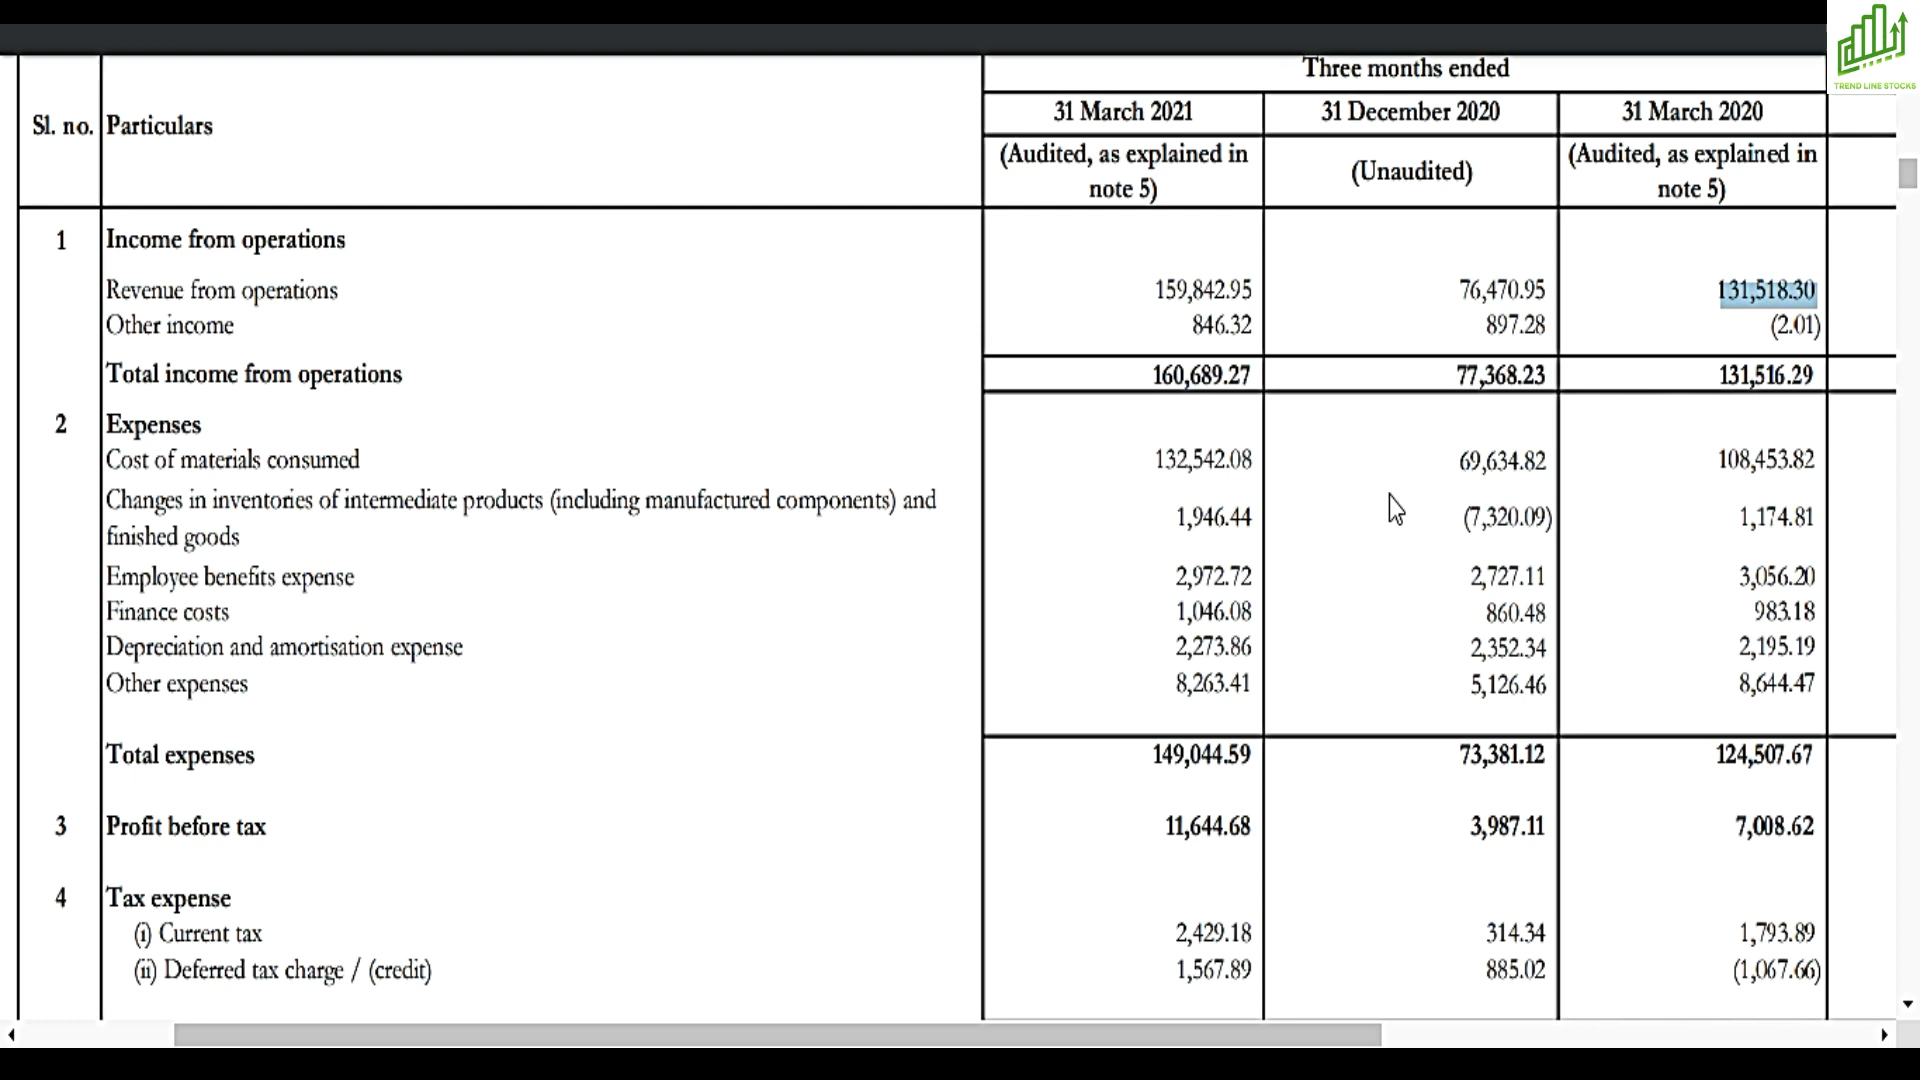 TREND LINE STOCKS
Three months ended
Sl. no. Particulars 31 March 2021 31 December 2020 31 March 2020
(Audited, as explained in note 5) (Unaudited) (Audited, as explained in note 5)
1 Income from operations
Revenue from operations 159,842.95 76,470.95 131,518.30
Other income 846.32 897.28 (2.01)
Total income from operations 160,689.27 77,368.23 131,516.29
2 Expenses
Cost of materials consumed 132,542.08 69,634.82 108,453.82
Changes in inventories of intermediate products (including manufactured components) and
finished goods 1,946.44 (7,320.09) 1,174.81
Employee benefits expense 2,972.72 2,727.11 3,056.20
Finance costs 1,046.08 860.48 983.18
Depreciation and amortisation expense 2,273.86 2,352.34 2,195.19
Other expenses 8,263.41 5,126.46 8,644.47
Total expenses 149,044.59 73,381.12 124,507.67
3 Profit before tax 11,644.68 3,987.11 7,008.62
4 Tax expense
(i) Current tax 2,429.18 314.34 1,793.89
(ii) Deferred tax charge / (credit) 1,567.89 885.02 (1,067.66)